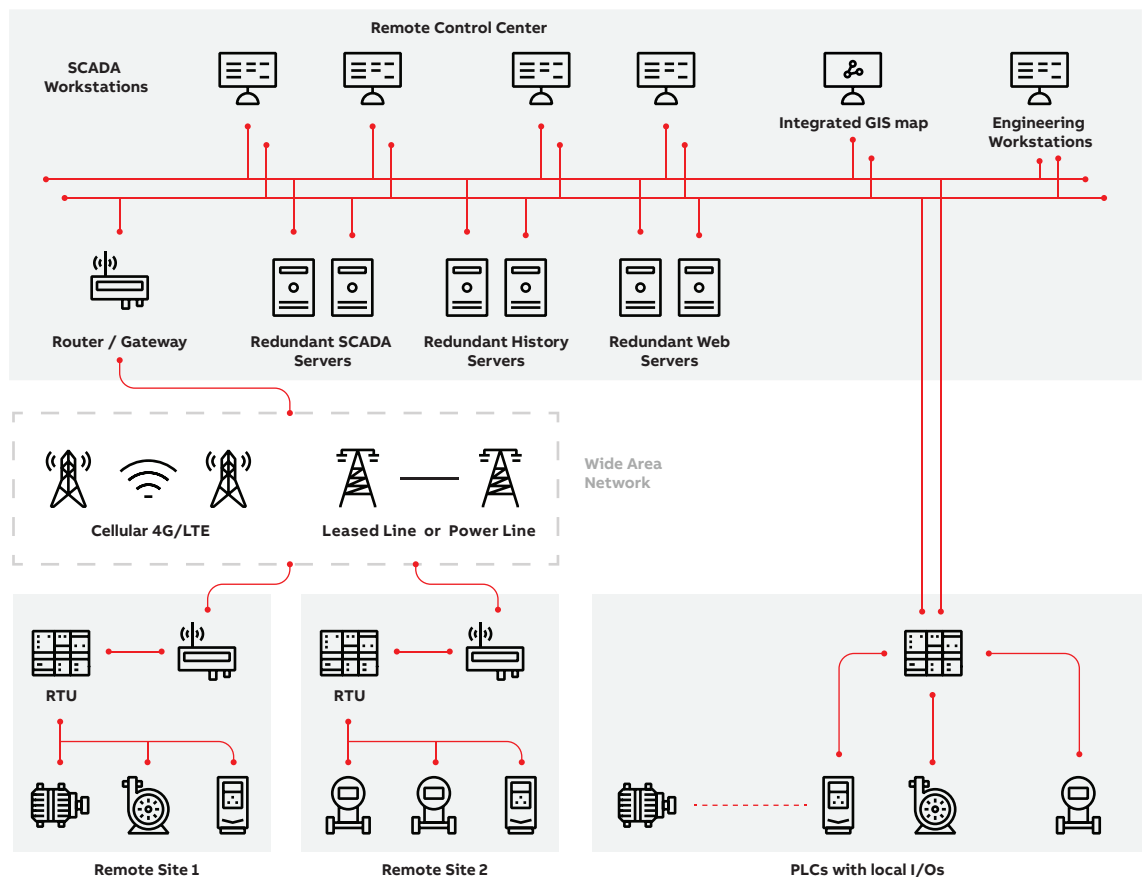 Remote Control Center
SCADA
Workstations
Integrated GIS map
Engineering
Workstations
Router / Gateway
Redundant SCADA
Servers
Redundant History
Servers
Redundant Web
Servers
Wide Area
Network
Cellular 4G/LTE
Leased Line or Power Line
RTU
RTU
Remote Site 1
Remote Site 2
PLCs with local I/Os